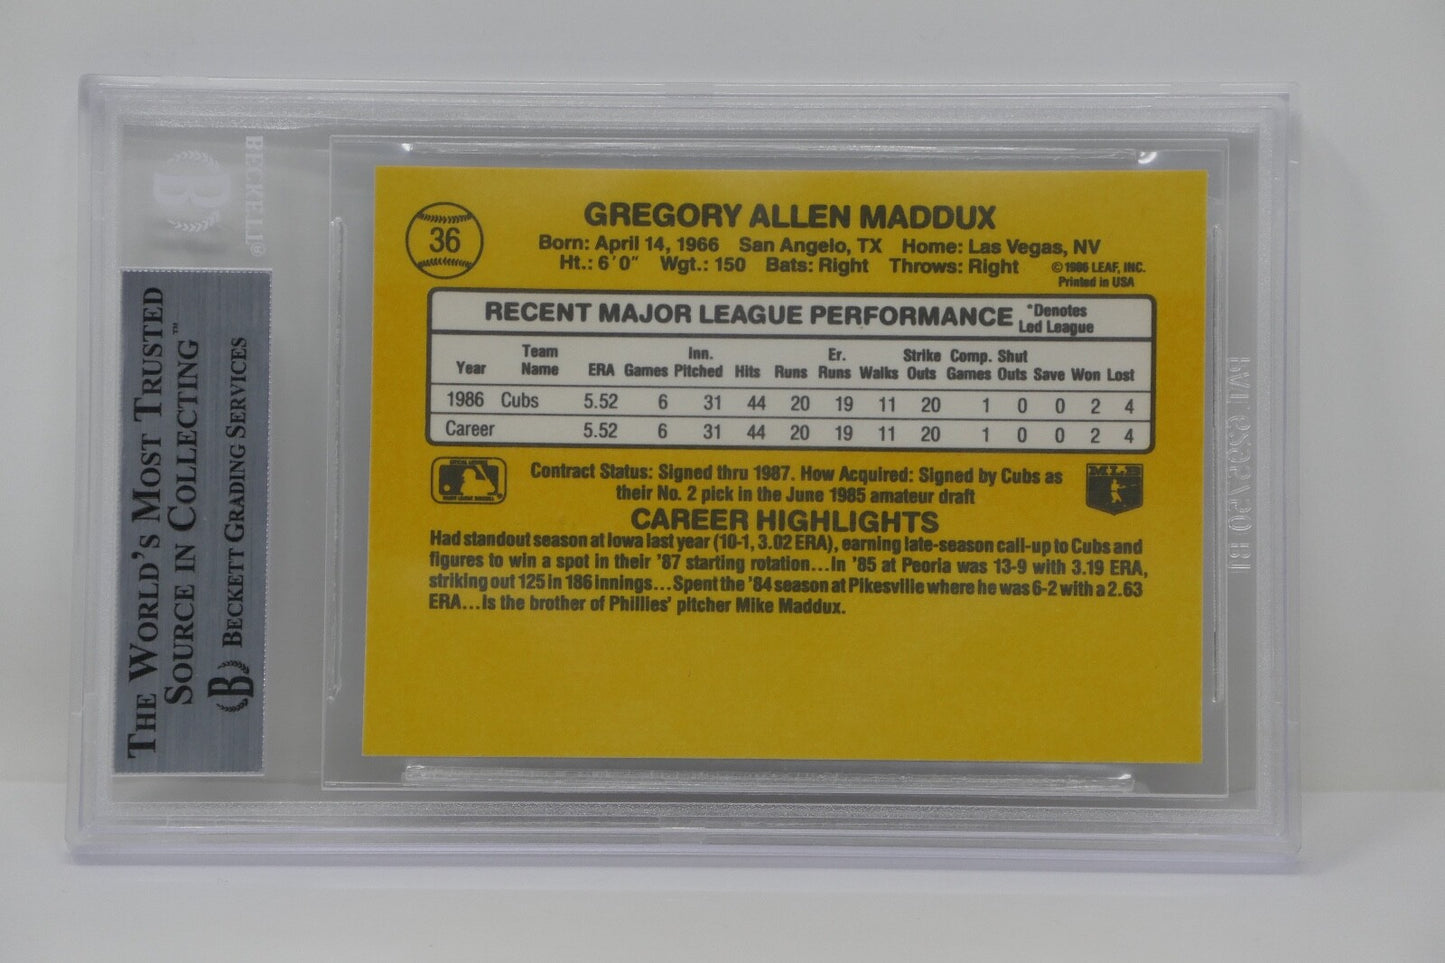 BECKETT®
B
THE WORLD'S MOST TRUSTED
SOURCE IN COLLECTING™
B BECKETT GRADING SERVICES
36
GREGORY ALLEN MADDUX
Born: April 14, 1966 San Angelo, TX Home: Las Vegas, NV
Ht.: 6'0" Wgt.: 150 Bats: Right Throws: Right
©1986 LEAF, INC.
Printed in USA
RECENT MAJOR LEAGUE PERFORMANCE *Denotes
Led League
Year Team Name ERA Games Inn. Pitched Hits Runs Er. Runs Walks Strike Outs Comp. Games Shut Outs Save Won Lost
1986 Cubs 5.52 6 31 44 20 19 11 20 1 0 0 2 4
Career 5.52 6 31 44 20 19 11 20 1 0 0 2 4
Contract Status: Signed thru 1987. How Acquired: Signed by Cubs as
their No. 2 pick in the June 1985 amateur draft
MLB
CAREER HIGHLIGHTS
Had standout season at Iowa last year (10-1, 3.02 ERA), earning late-season call-up to Cubs and
figures to win a spot in their '87 starting rotation...In '85 at Peoria was 13-9 with 3.19 ERA,
striking out 125 in 186 innings...Spent the '84 season at Pikesville where he was 6-2 with a 2.63
ERA...Is the brother of Phillies' pitcher Mike Maddux.